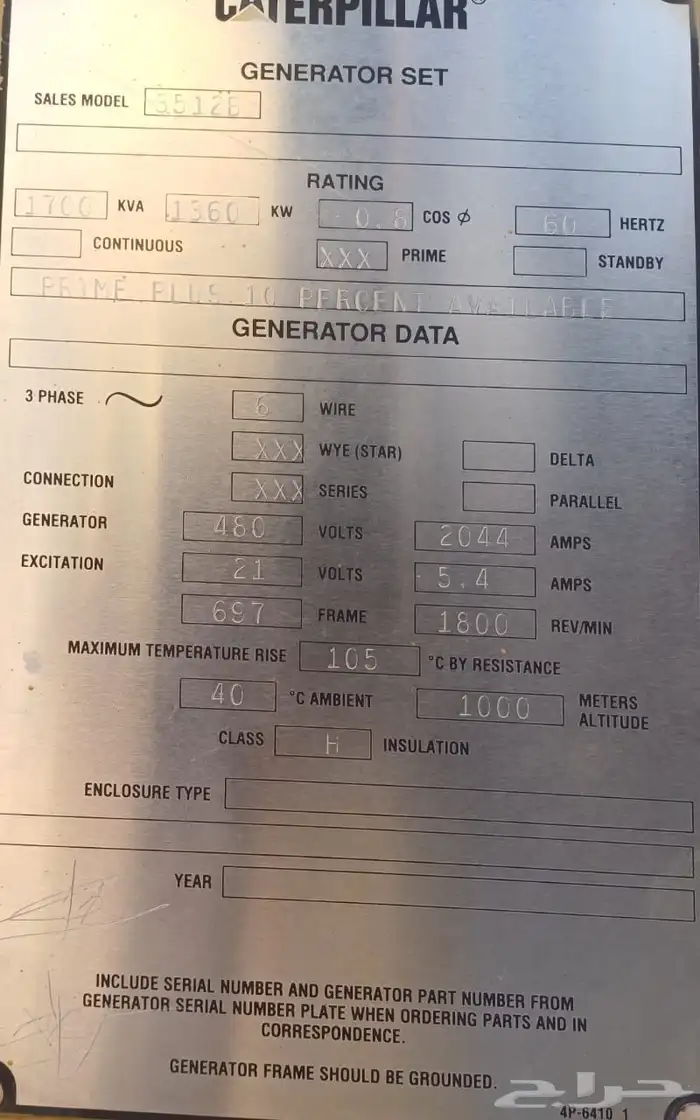 CATERPILLAR®
GENERATOR SET
SALES MODEL 3512B
RATING
1700 KVA 1360 KW 0.8 COS ϕ 60 HERTZ
CONTINUOUS XXX PRIME STANDBY
PRIME PLUS 10 PERCENT AVAILABLE
GENERATOR DATA
3 PHASE 6 WIRE
XXX WYE (STAR) DELTA
CONNECTION XXX SERIES PARALLEL
GENERATOR 480 VOLTS 2044 AMPS
EXCITATION 21 VOLTS 5.4 AMPS
697 FRAME 1800 REV/MIN
MAXIMUM TEMPERATURE RISE 105 °C BY RESISTANCE
40 °C AMBIENT 1000 METERS ALTITUDE
CLASS H INSULATION
ENCLOSURE TYPE
YEAR
INCLUDE SERIAL NUMBER AND GENERATOR PART NUMBER FROM
GENERATOR SERIAL NUMBER PLATE WHEN ORDERING PARTS AND IN
CORRESPONDENCE.
GENERATOR FRAME SHOULD BE GROUNDED.
حراج
4P-6410 1